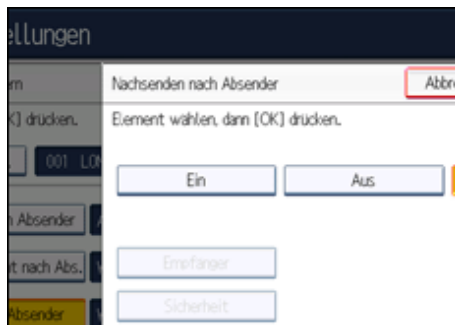 ellungen
Nachsenden nach Absender
Abbre
K] drücken.
Element wählen, dann [OK] drücken.
001 LON
Ein
Aus
Absender
t nach Abs.
Empfänger
Sicherheit
Absender